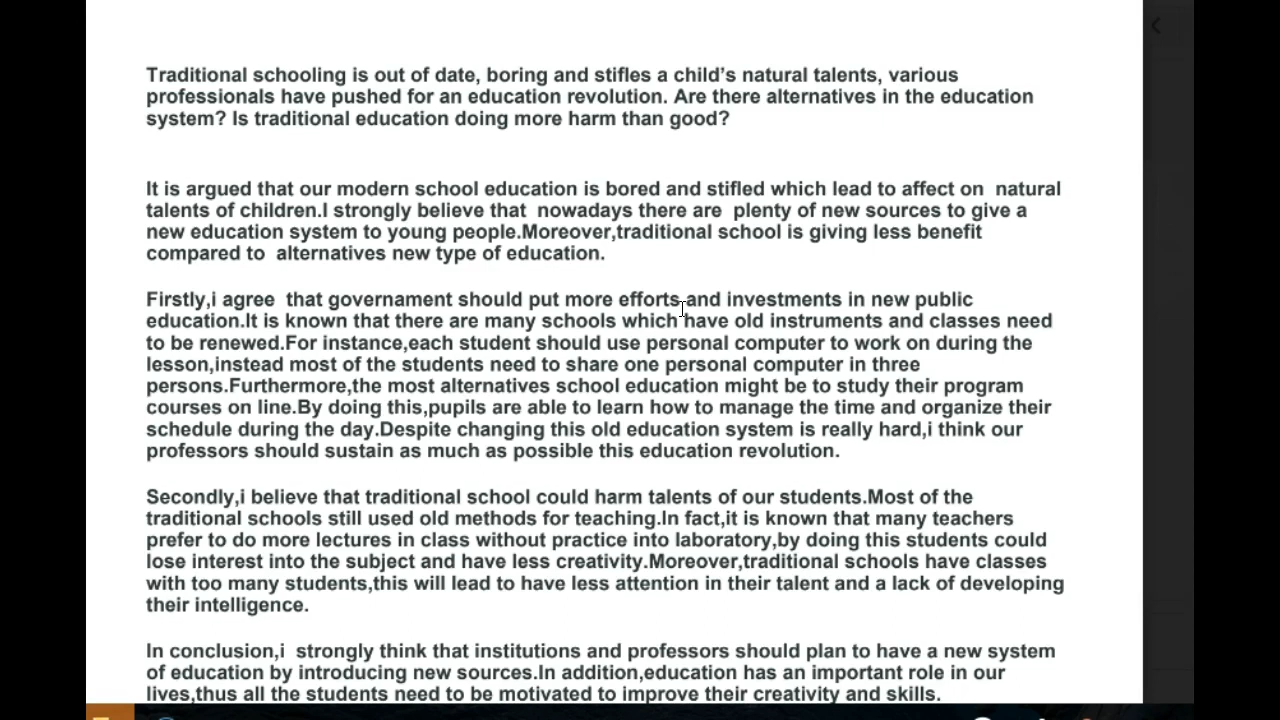 Traditional schooling is out of date, boring and stifles a child’s natural talents, various
professionals have pushed for an education revolution. Are there alternatives in the education
system? Is traditional education doing more harm than good?
It is argued that our modern school education is bored and stifled which lead to affect on  natural
talents of children.I strongly believe that  nowadays there are  plenty of new sources to give a
new education system to young people.Moreover,traditional school is giving less benefit
compared to  alternatives new type of education.
Firstly,i agree  that governament should put more efforts and investments in new public
education.It is known that there are many schools which have old instruments and classes need
to be renewed.For instance,each student should use personal computer to work on during the
lesson,instead most of the students need to share one personal computer in three
persons.Furthermore,the most alternatives school education might be to study their program
courses on line.By doing this,pupils are able to learn how to manage the time and organize their
schedule during the day.Despite changing this old education system is really hard,i think our
professors should sustain as much as possible this education revolution.
Secondly,i believe that traditional school could harm talents of our students.Most of the
traditional schools still used old methods for teaching.In fact,it is known that many teachers
prefer to do more lectures in class without practice into laboratory,by doing this students could
lose interest into the subject and have less creativity.Moreover,traditional schools have classes
with too many students,this will lead to have less attention in their talent and a lack of developing
their intelligence.
In conclusion,i  strongly think that institutions and professors should plan to have a new system
of education by introducing new sources.In addition,education has an important role in our
lives,thus all the students need to be motivated to improve their creativity and skills.